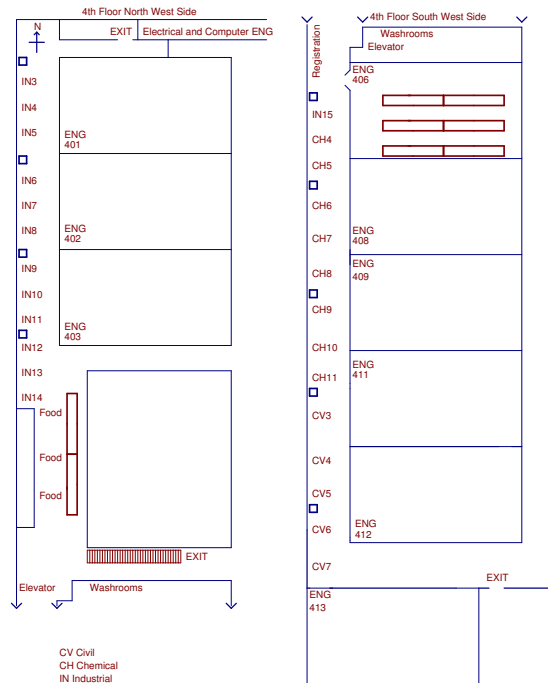 4th Floor North West Side
N
EXIT
Electrical and Computer ENG
IN3
IN4
IN5
ENG
401
IN6
IN7
IN8
ENG
402
IN9
IN10
IN11
ENG
403
IN12
IN13
IN14
Food
Food
Food
EXIT
Elevator
Washrooms
CV Civil
CH Chemical
IN Industrial
4th Floor South West Side
Washrooms
Elevator
Registration
ENG
406
IN15
CH4
CH5
CH6
CH7
ENG
408
CH8
ENG
409
CH9
CH10
CH11
ENG
411
CV3
CV4
CV5
CV6
ENG
412
CV7
EXIT
ENG
413